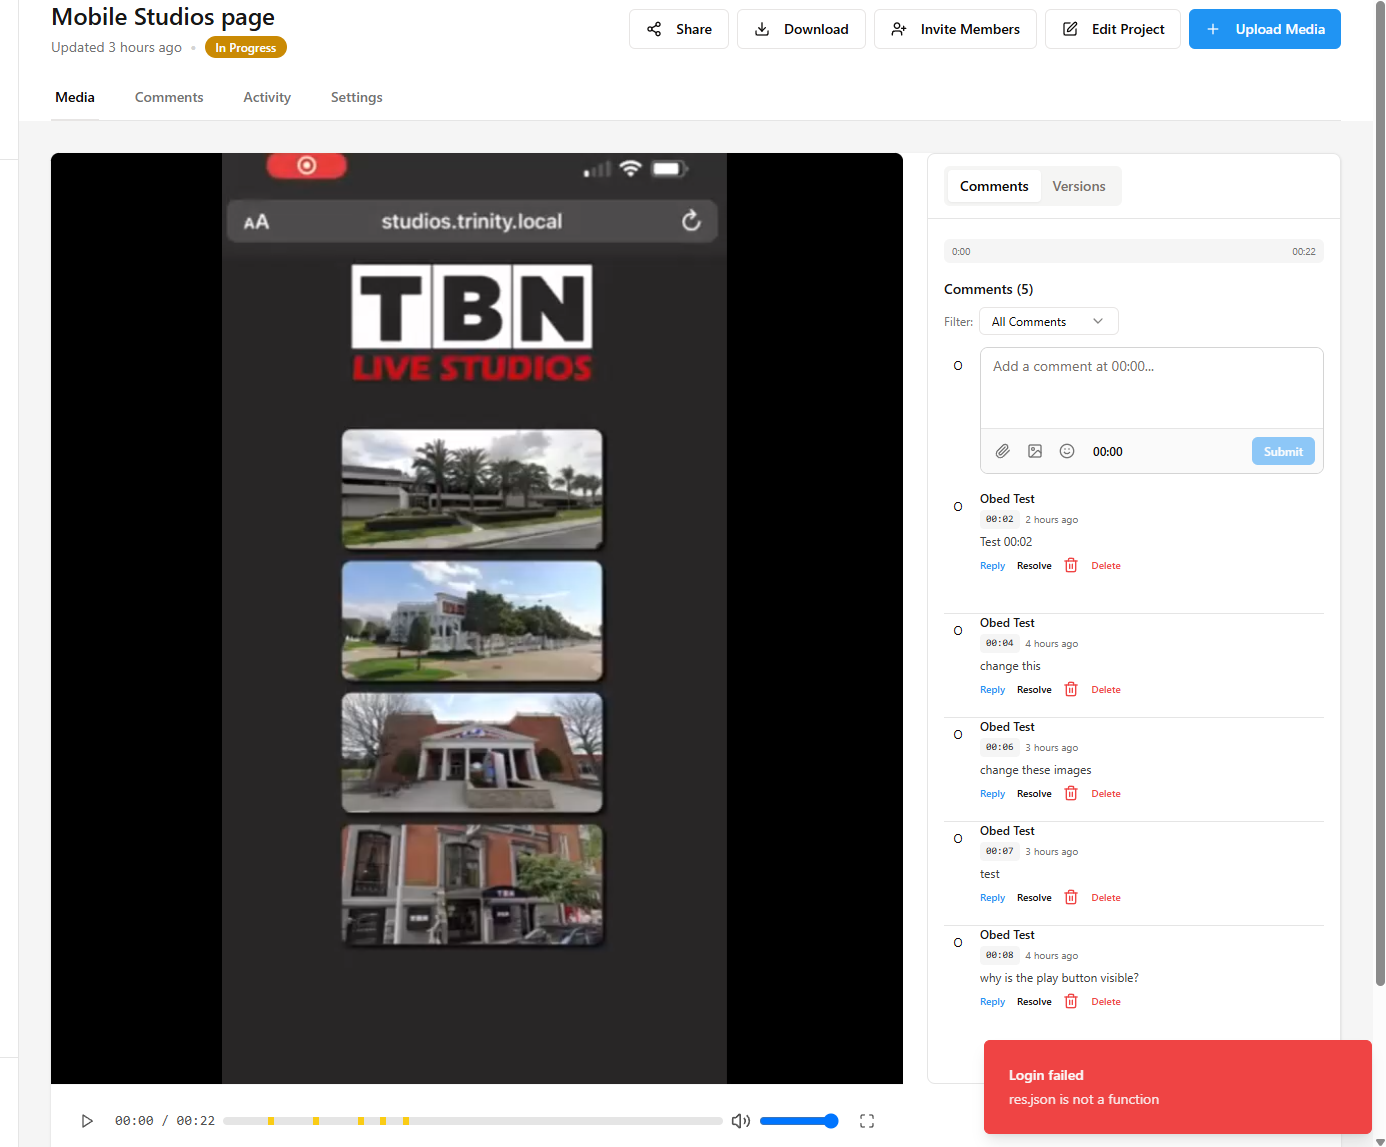 Mobile Studios page
Updated 3 hours ago • In Progress
Share
Download
Invite Members
Edit Project
Upload Media
Media
Comments
Activity
Settings
AA studios.trinity.local
TBN
LIVE STUDIOS
TBN
TBN
00:00 / 00:22
Comments
Versions
0:00
00:22
Comments (5)
Filter: All Comments
O
Add a comment at 00:00...
00:00
Submit
O
Obed Test
00:02 2 hours ago
Test 00:02
Reply Resolve Delete
O
Obed Test
00:04 4 hours ago
change this
Reply Resolve Delete
O
Obed Test
00:06 3 hours ago
change these images
Reply Resolve Delete
O
Obed Test
00:07 3 hours ago
test
Reply Resolve Delete
O
Obed Test
00:08 4 hours ago
why is the play button visible?
Reply Resolve Delete
Login failed
res.json is not a function